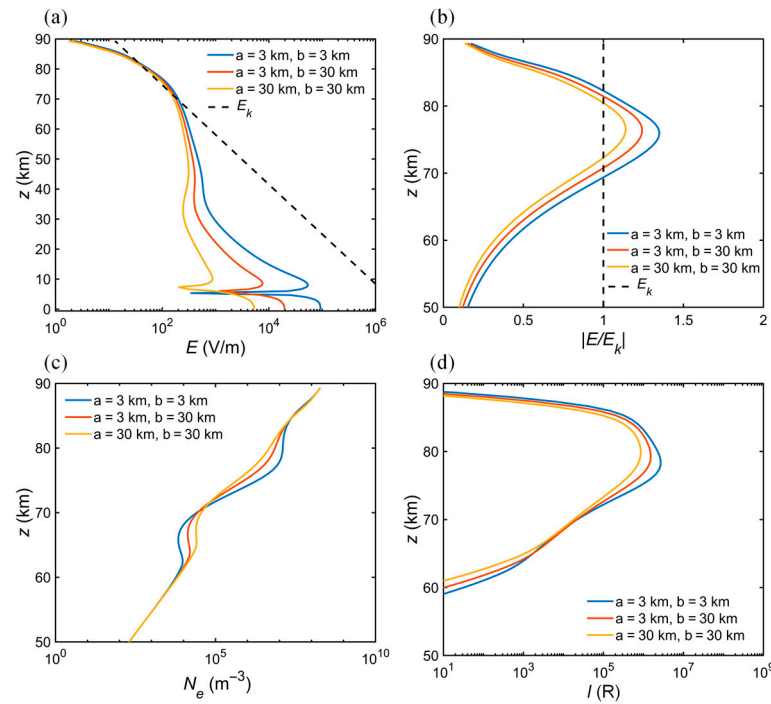 (a)
90
80
70
60
50
40
30
20
10
0
z (km)
a = 3 km, b = 3 km
a = 3 km, b = 30 km
a = 30 km, b = 30 km
E_k
10^0 10^2 10^4 10^6
E (V/m)
(b)
90
80
70
60
50
z (km)
a = 3 km, b = 3 km
a = 3 km, b = 30 km
a = 30 km, b = 30 km
E_k
0 0.5 1 1.5 2
|E/E_k|
(c)
90
80
70
60
50
z (km)
a = 3 km, b = 3 km
a = 3 km, b = 30 km
a = 30 km, b = 30 km
10^0 10^5 10^10
N_e (m^-3)
(d)
90
80
70
60
50
z (km)
a = 3 km, b = 3 km
a = 3 km, b = 30 km
a = 30 km, b = 30 km
10^1 10^3 10^5 10^7 10^9
I (R)